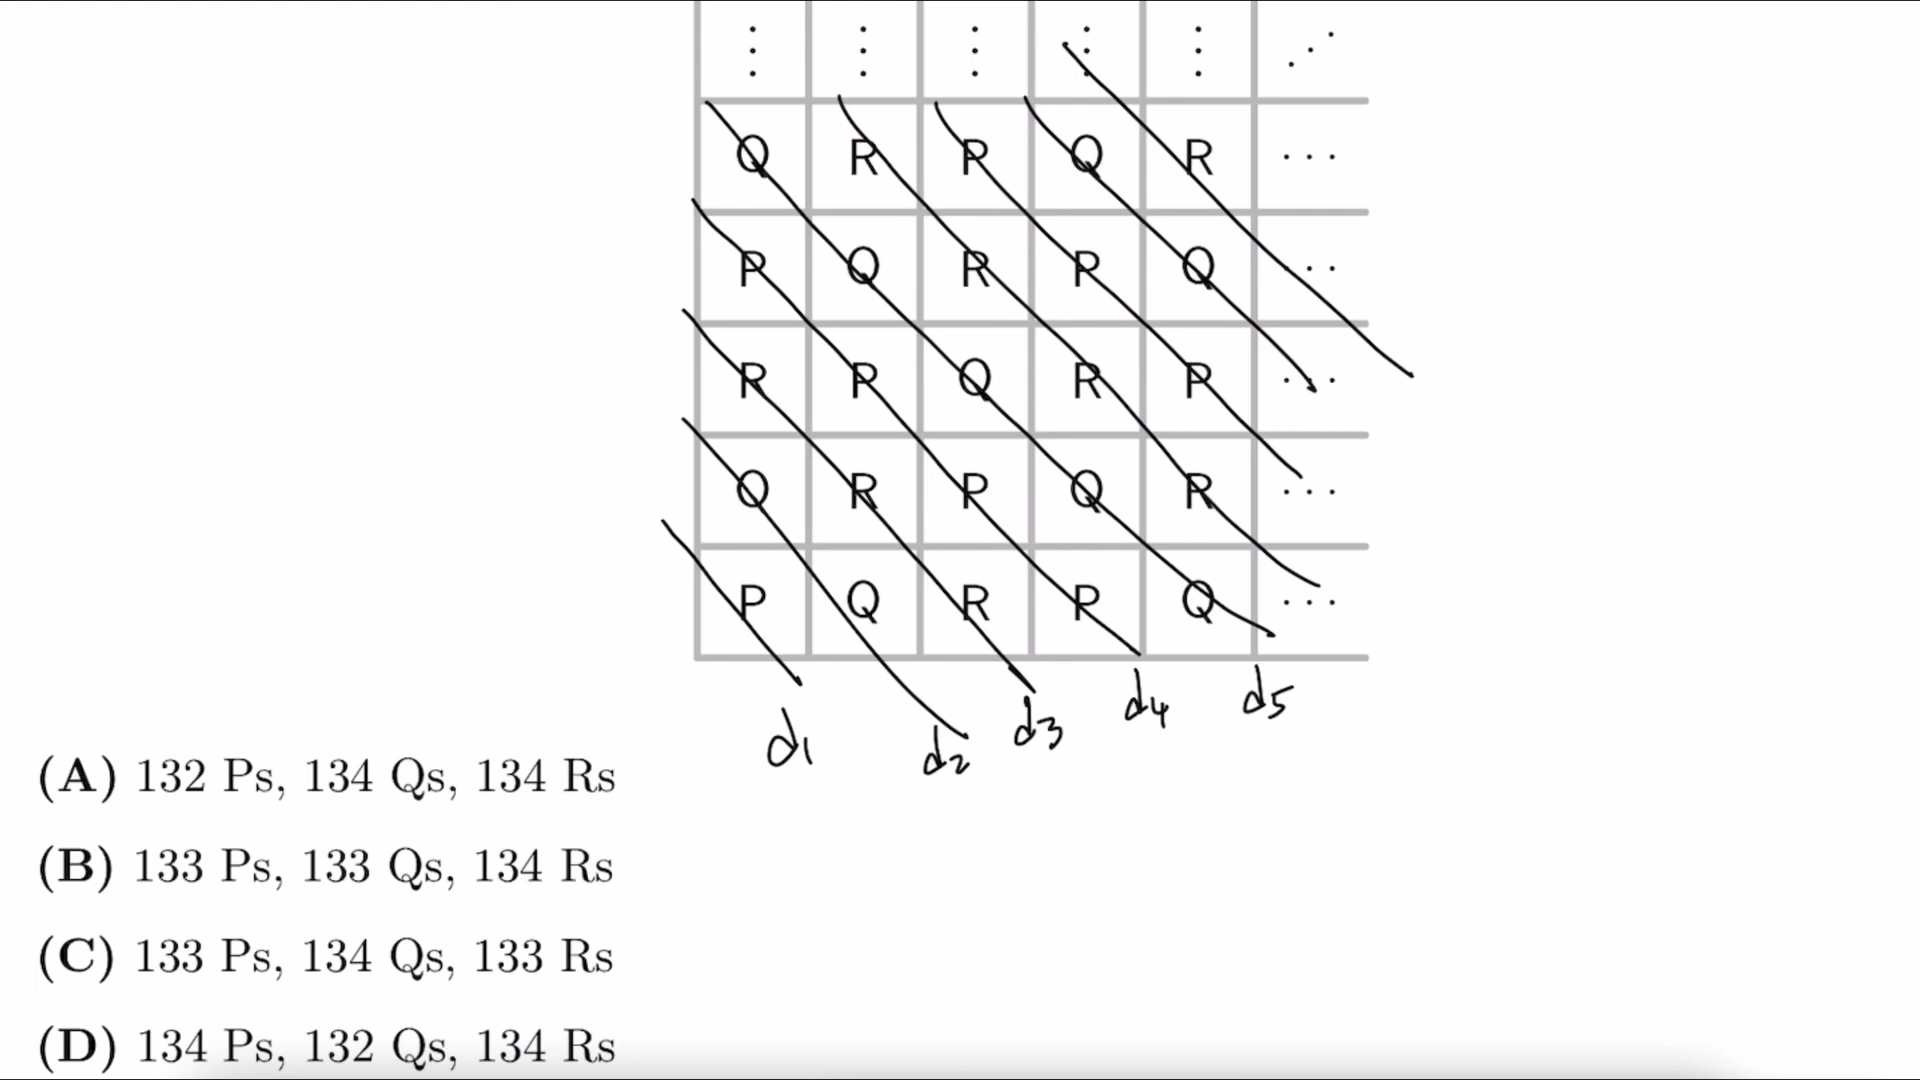 ⋮ ⋮ ⋮ ⋮ ⋮ ⋰
Q R P Q R ...
P Q R P Q ...
R P Q R P ...
Q R P Q R ...
P Q R P Q ...
d1 d2 d3 d4 d5
(A) 132 Ps, 134 Qs, 134 Rs
(B) 133 Ps, 133 Qs, 134 Rs
(C) 133 Ps, 134 Qs, 133 Rs
(D) 134 Ps, 132 Qs, 134 Rs